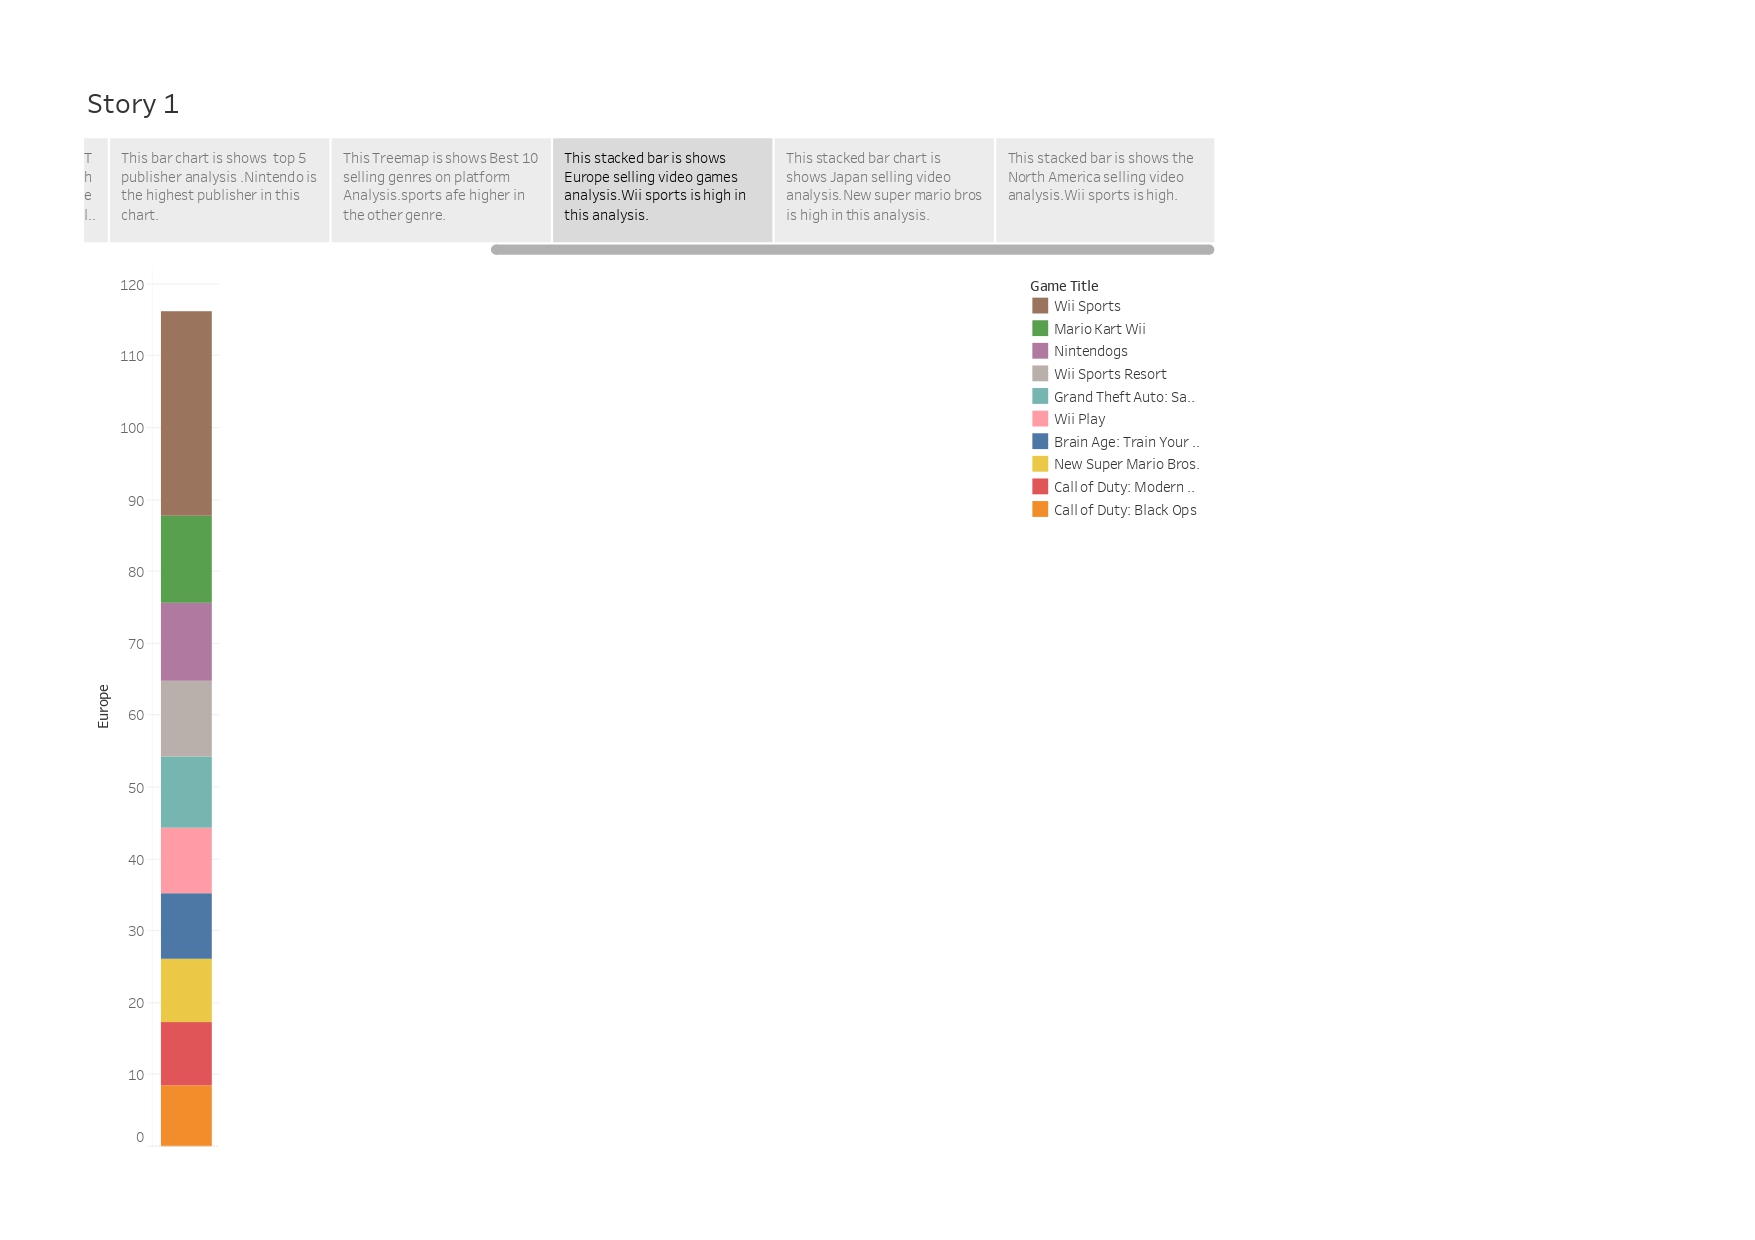 Story 1
T
h
e
l..
This bar chart is shows  top 5
publisher analysis .Nintendo is
the highest publisher in this
chart.
This Treemap is shows Best 10
selling genres on platform
Analysis.sports afe higher in
the other genre.
This stacked bar is shows
Europe selling video games
analysis.Wii sports is high in
this analysis.
This stacked bar chart is
shows Japan selling video
analysis.New super mario bros
is high in this analysis.
This stacked bar is shows the
North America selling video
analysis.Wii sports is high.
120
110
100
90
80
70
60
50
40
30
20
10
0
Europe
Game Title
Wii Sports
Mario Kart Wii
Nintendogs
Wii Sports Resort
Grand Theft Auto: Sa..
Wii Play
Brain Age: Train Your ..
New Super Mario Bros.
Call of Duty: Modern ..
Call of Duty: Black Ops